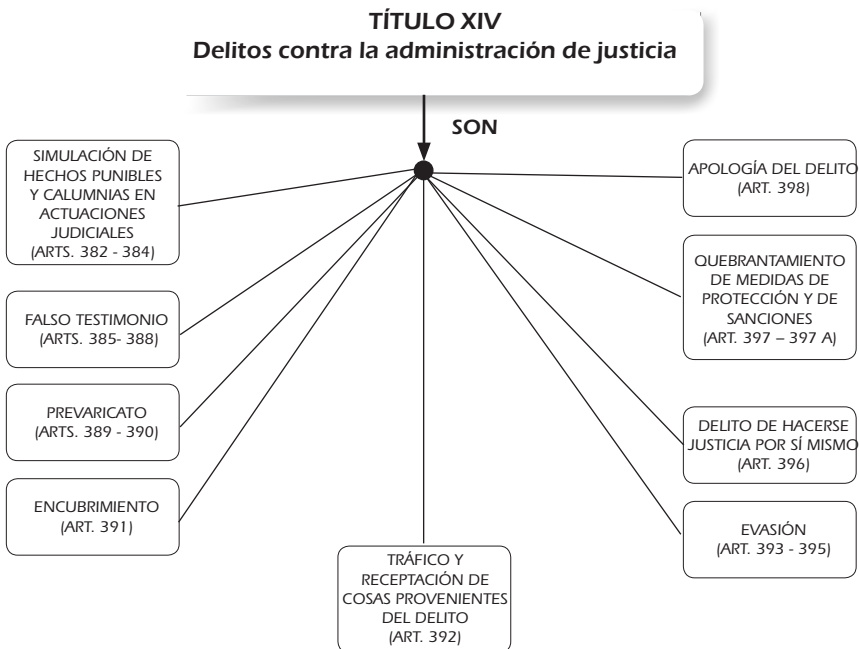 TÍTULO XIV
Delitos contra la administración de justicia
SON
SIMULACIÓN DE
HECHOS PUNIBLES
Y CALUMNIAS EN
ACTUACIONES
JUDICIALES
(ARTS. 382 - 384)
FALSO TESTIMONIO
(ARTS. 385- 388)
PREVARICATO
(ARTS. 389 - 390)
ENCUBRIMIENTO
(ART. 391)
TRÁFICO Y
RECEPTACIÓN DE
COSAS PROVENIENTES
DEL DELITO
(ART. 392)
APOLOGÍA DEL DELITO
(ART. 398)
QUEBRANTAMIENTO
DE MEDIDAS DE
PROTECCIÓN Y DE
SANCIONES
(ART. 397 – 397 A)
DELITO DE HACERSE
JUSTICIA POR SÍ MISMO
(ART. 396)
EVASIÓN
(ART. 393 - 395)